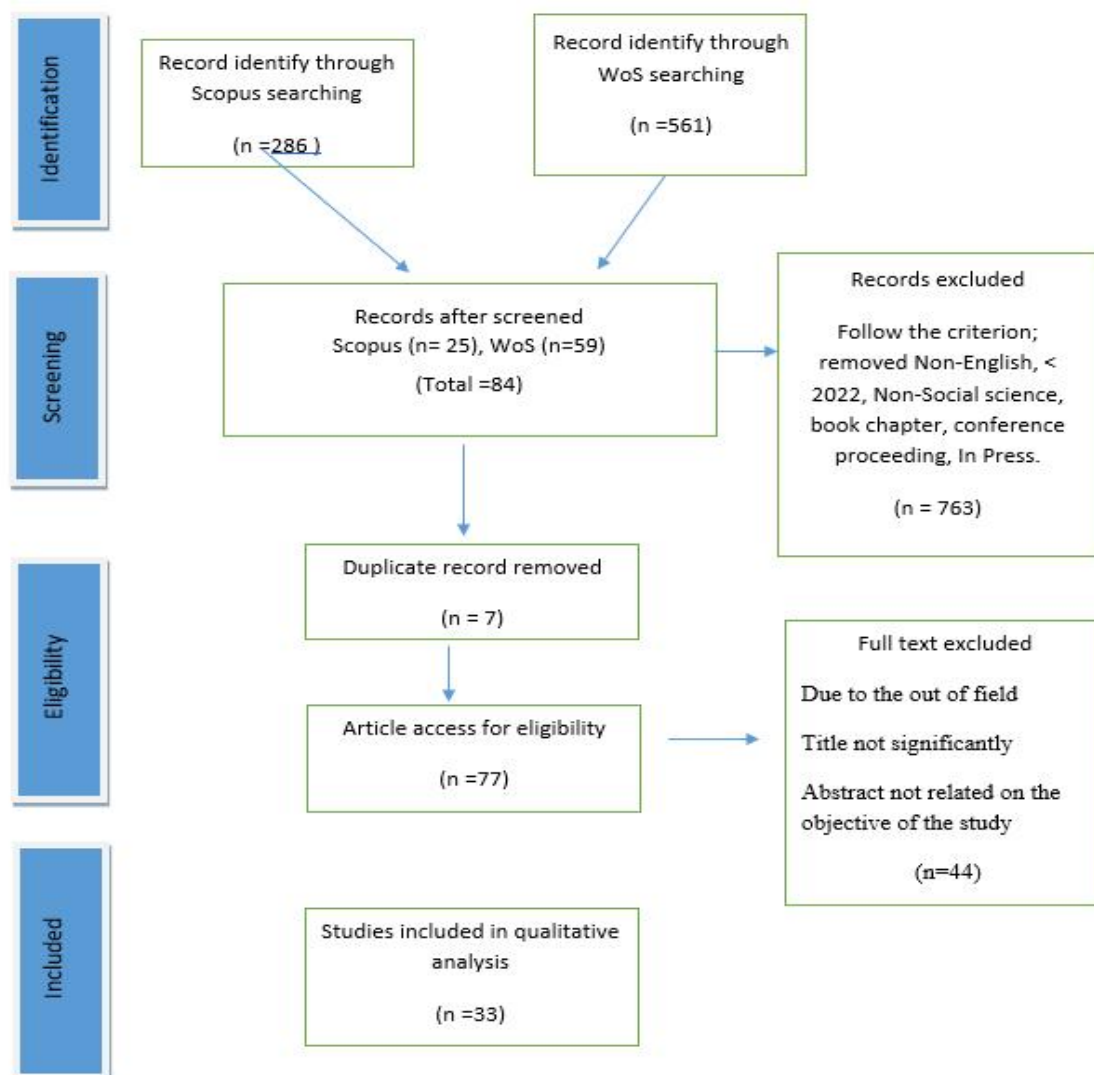 Identification
Record identify through
Scopus searching
(n =286 )
Record identify through
WoS searching
(n =561)
Screening
Records after screened
Scopus (n= 25), WoS (n=59)
(Total =84)
Records excluded
Follow the criterion;
removed Non-English, <
2022, Non-Social science,
book chapter, conference
proceeding, In Press.
(n = 763)
Eligibility
Duplicate record removed
(n = 7)
Article access for eligibility
(n =77)
Full text excluded
Due to the out of field
Title not significantly
Abstract not related on the
objective of the study
(n=44)
Included
Studies included in qualitative
analysis
(n =33)